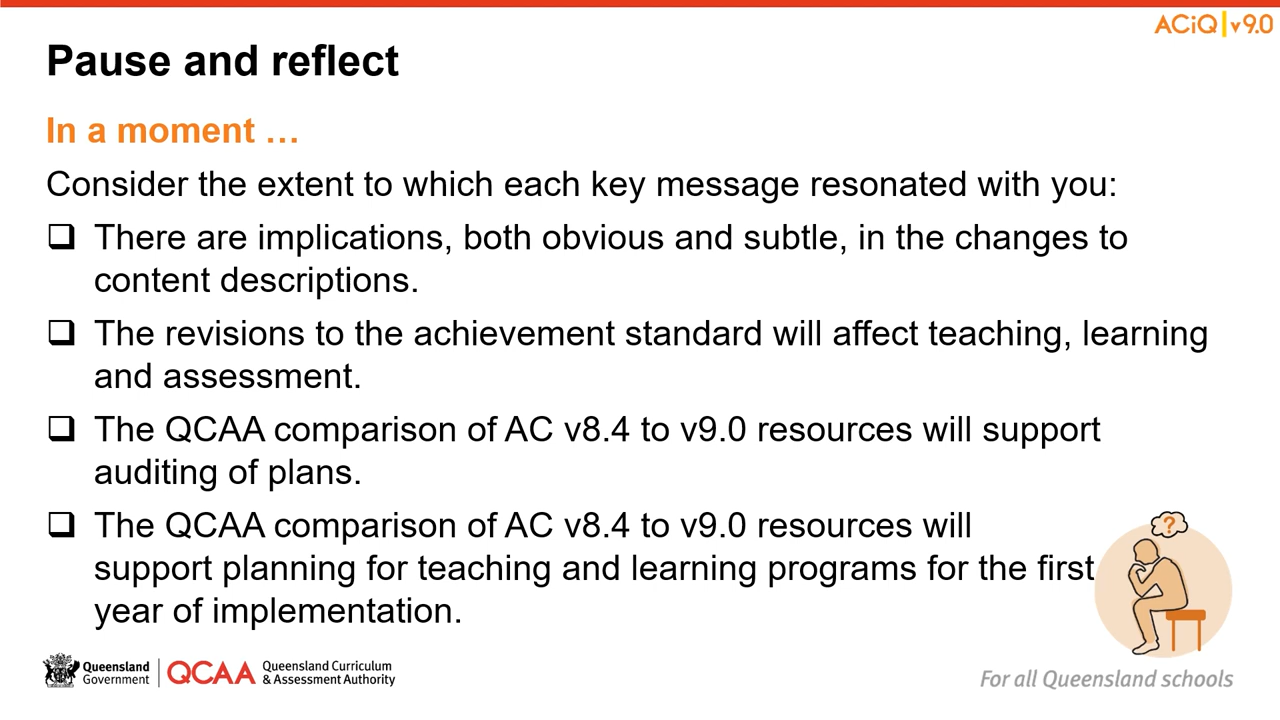 ACiQ v9.0
Pause and reflect
In a moment …
Consider the extent to which each key message resonated with you:
❑ There are implications, both obvious and subtle, in the changes to
content descriptions.
❑ The revisions to the achievement standard will affect teaching, learning
and assessment.
❑ The QCAA comparison of AC v8.4 to v9.0 resources will support
auditing of plans.
❑ The QCAA comparison of AC v8.4 to v9.0 resources will
support planning for teaching and learning programs for the first
year of implementation.
?
Queensland
Government
QCAA
Queensland Curriculum
& Assessment Authority
For all Queensland schools